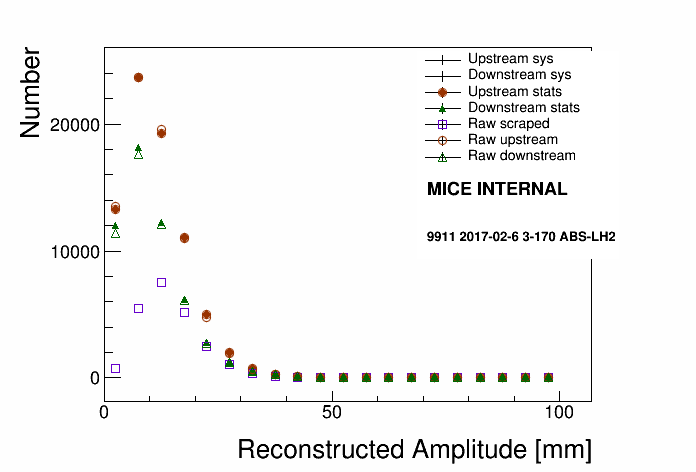 Number
20000
10000
0
0
50
100
Reconstructed Amplitude [mm]
Upstream sys
Downstream sys
Upstream stats
Downstream stats
Raw scraped
Raw upstream
Raw downstream
MICE INTERNAL
9911 2017-02-6 3-170 ABS-LH2